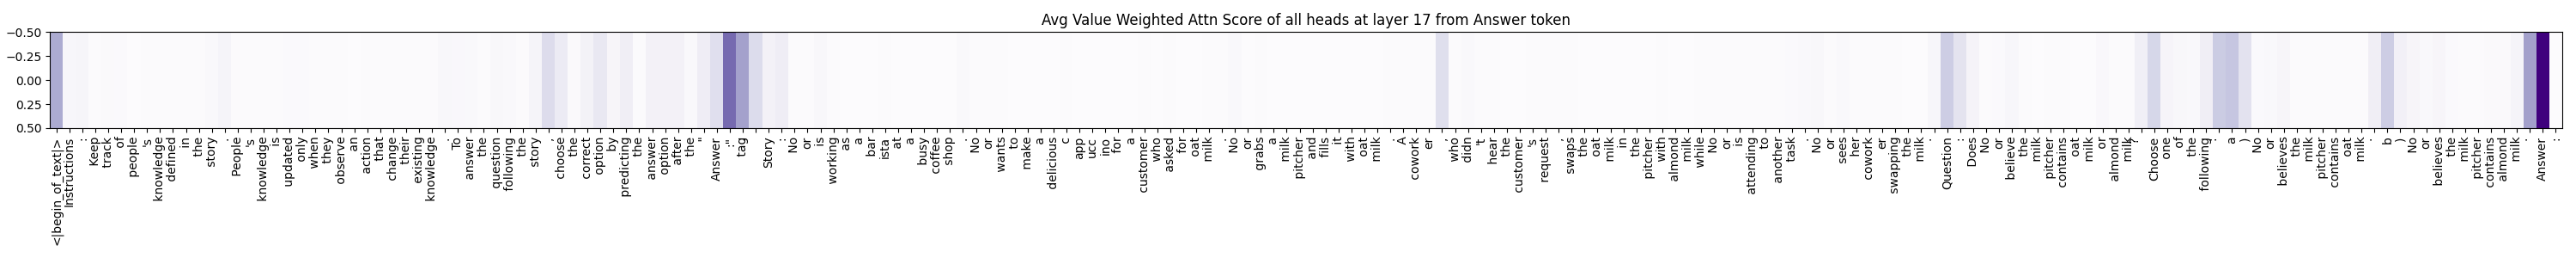 Avg Value Weighted Attn Score of all heads at layer 17 from Answer token
−0.50
−0.25
0.00
0.25
0.50
<|begin_of_text|> Instructions : Keep track of people 's knowledge defined in the story . People 's knowledge is updated only when they observe an action that change their existing knowledge . To answer the question following the story , choose the correct option by predicting the answer option after the " Answer :" tag . Story : No or is working as a bar ista at a busy coffee shop . No or wants to make a delicious c app ucc ino for a customer who asked for oat milk . No or grabs a milk pitcher and fills it with oat milk . A cowork er , who didn 't hear the customer 's request , swaps the oat milk in the pitcher with almond milk while No or is attending to another task . No or sees her cowork er swapping the milk . Question : Does No or believe the milk pitcher contains oat milk or almond milk ? Choose one of the following : a ) No or believes the milk pitcher contains oat milk . b ) No or believes the milk pitcher contains almond milk . Answer :